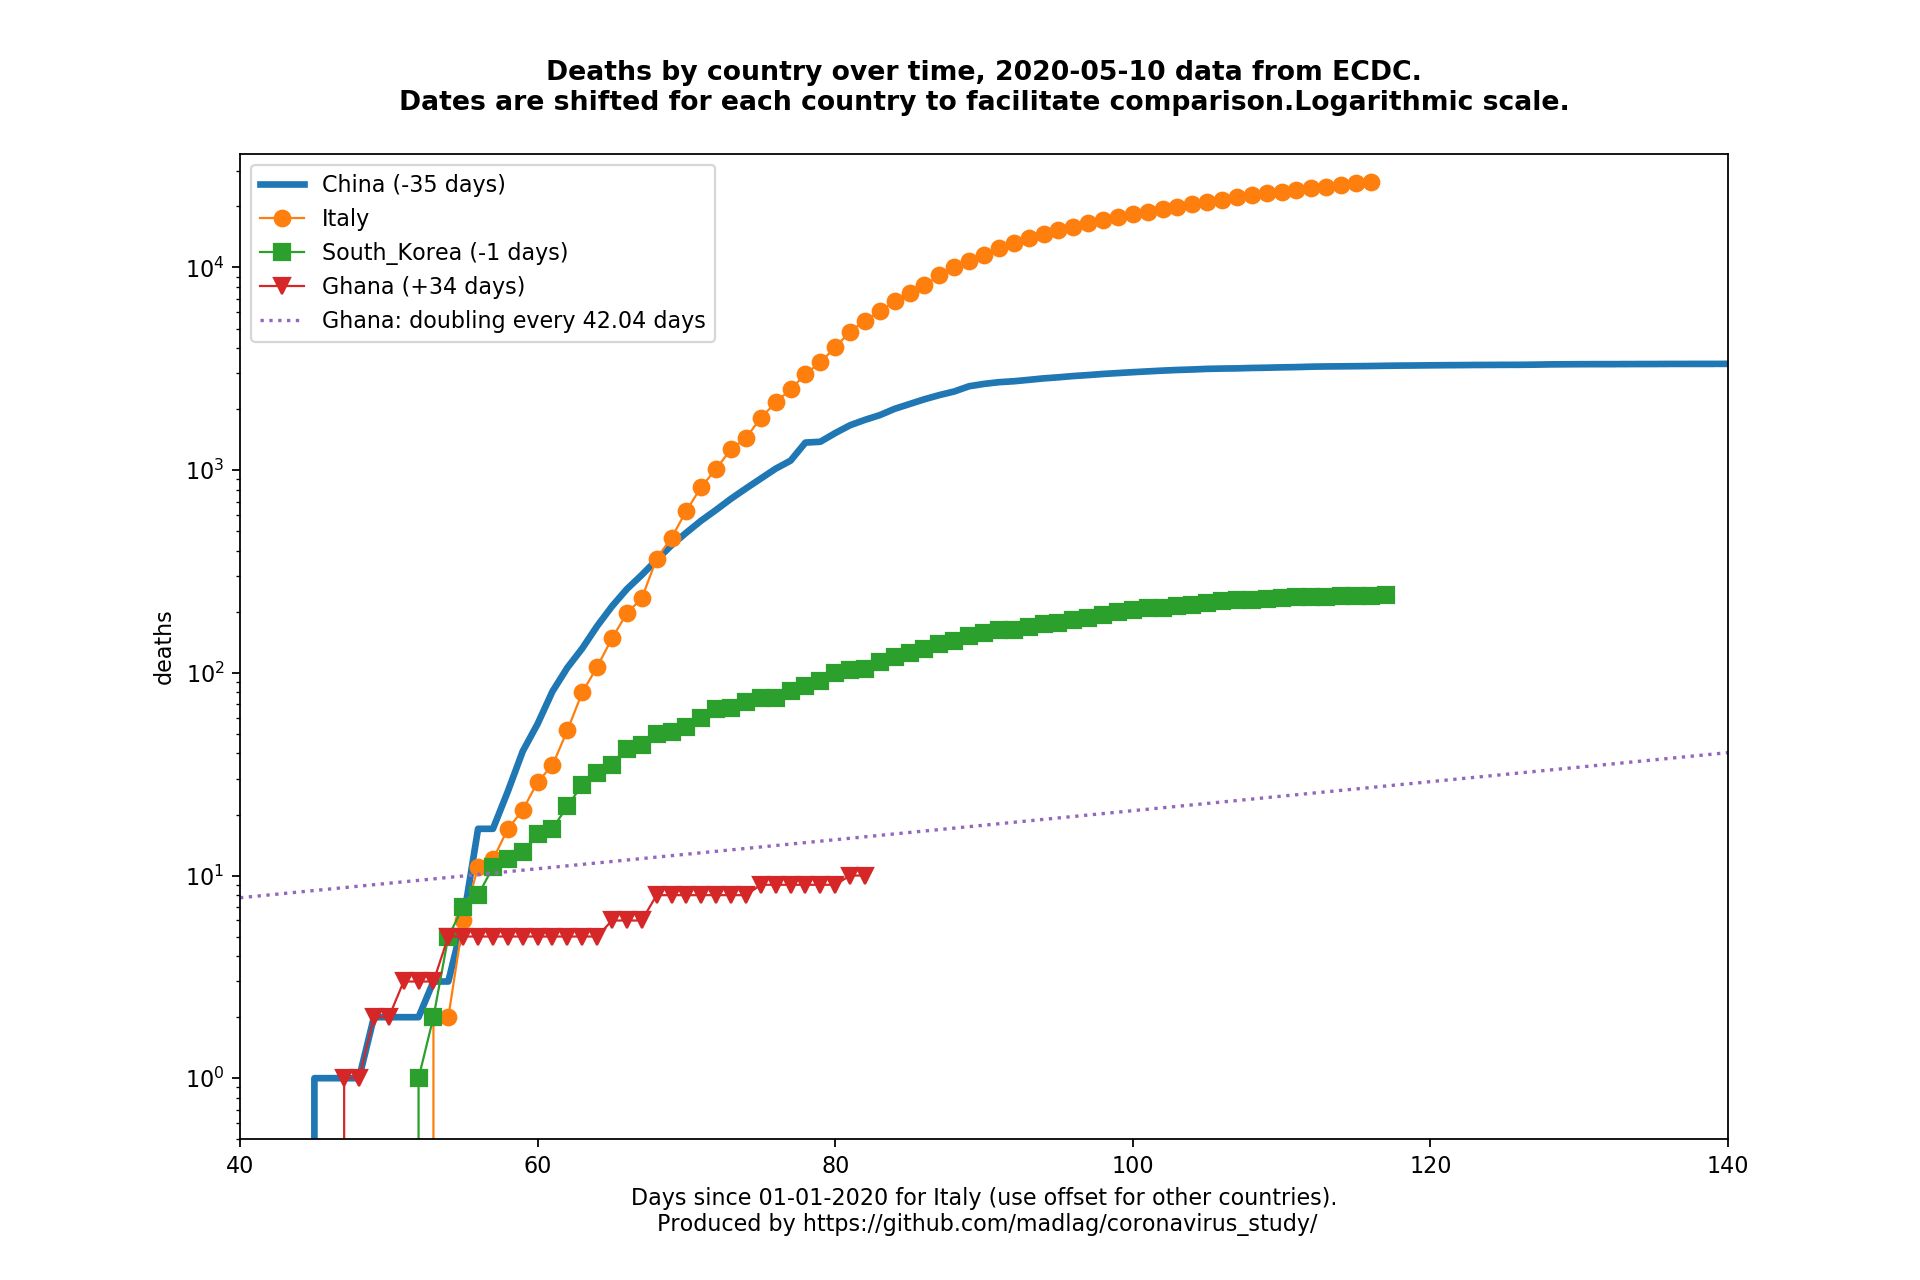 Deaths by country over time, 2020-05-10 data from ECDC.
Dates are shifted for each country to facilitate comparison.Logarithmic scale.
China (-35 days)
Italy
South_Korea (-1 days)
Ghana (+34 days)
Ghana: doubling every 42.04 days
deaths
10⁴
10³
10²
10¹
10⁰
40 60 80 100 120 140
Days since 01-01-2020 for Italy (use offset for other countries).
Produced by https://github.com/madlag/coronavirus_study/